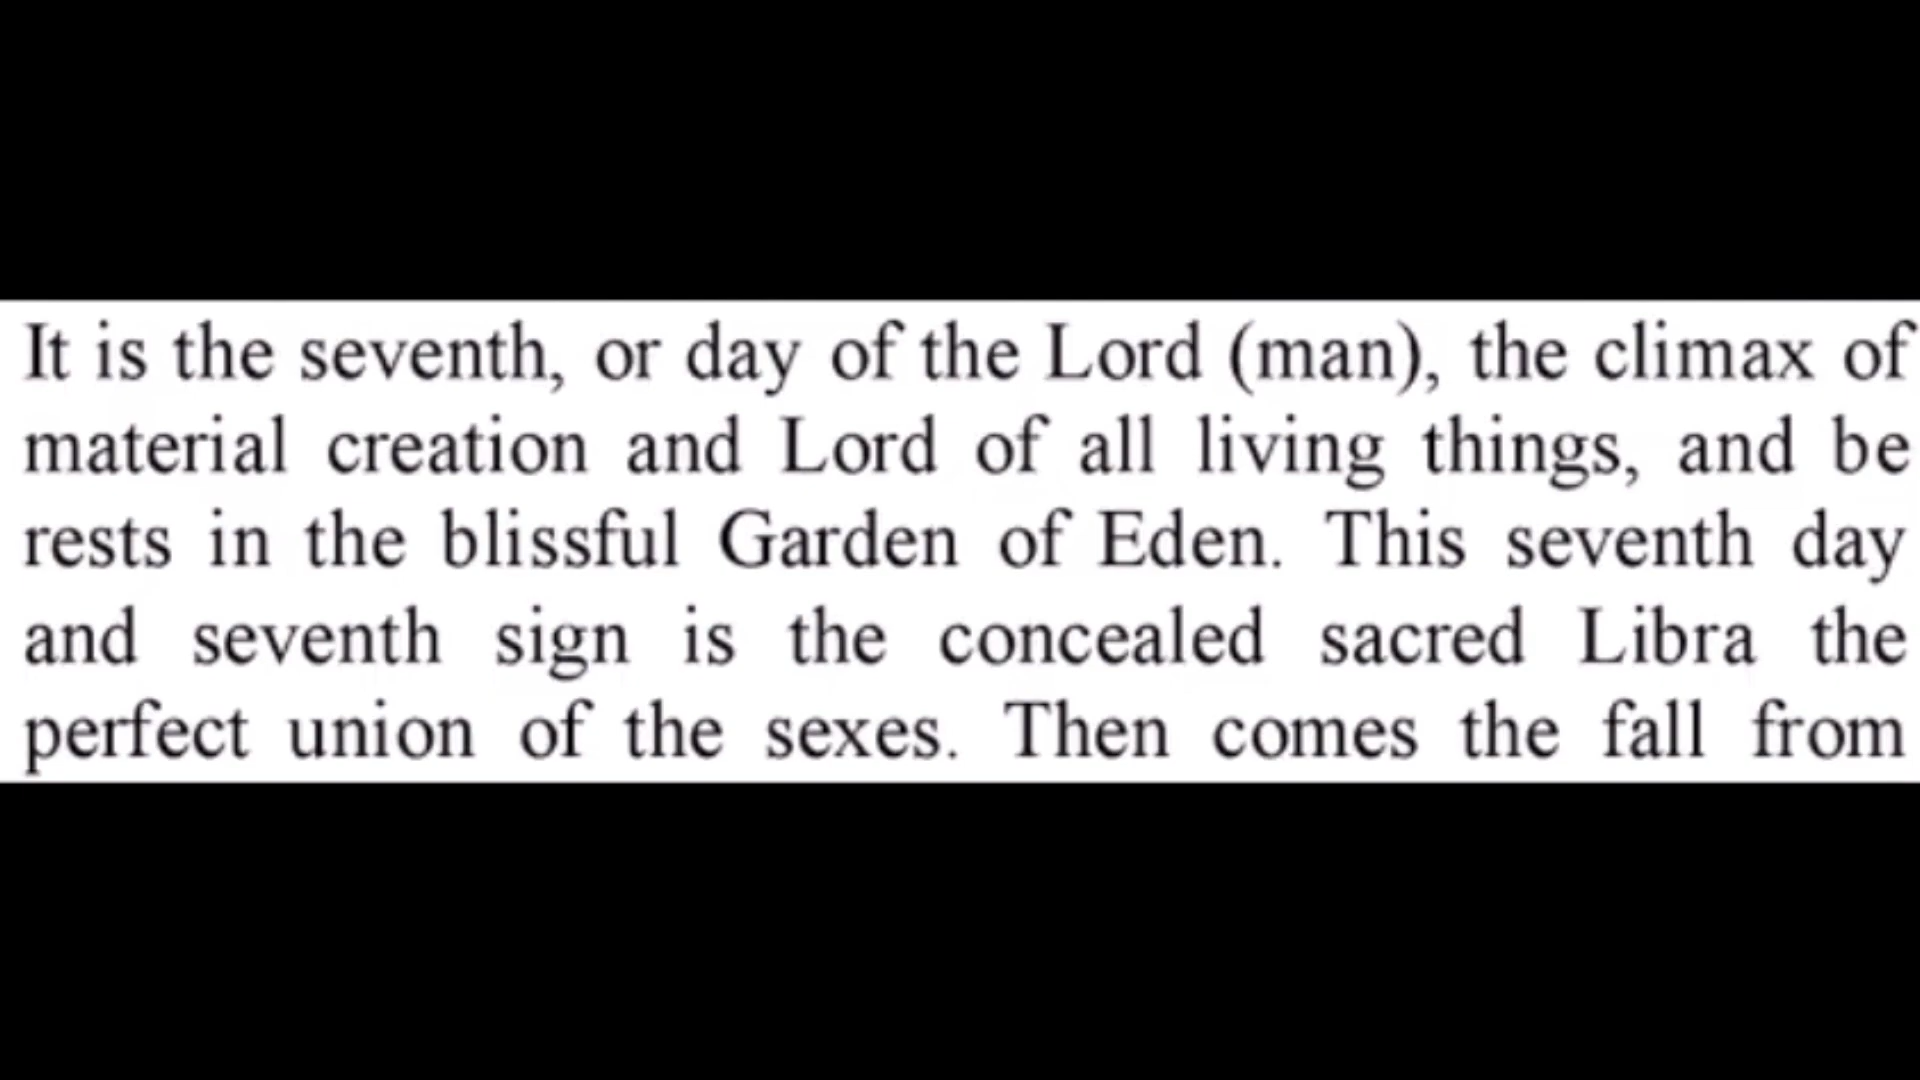 It is the seventh, or day of the Lord (man), the climax of
material creation and Lord of all living things, and be
rests in the blissful Garden of Eden. This seventh day
and seventh sign is the concealed sacred Libra the
perfect union of the sexes. Then comes the fall from